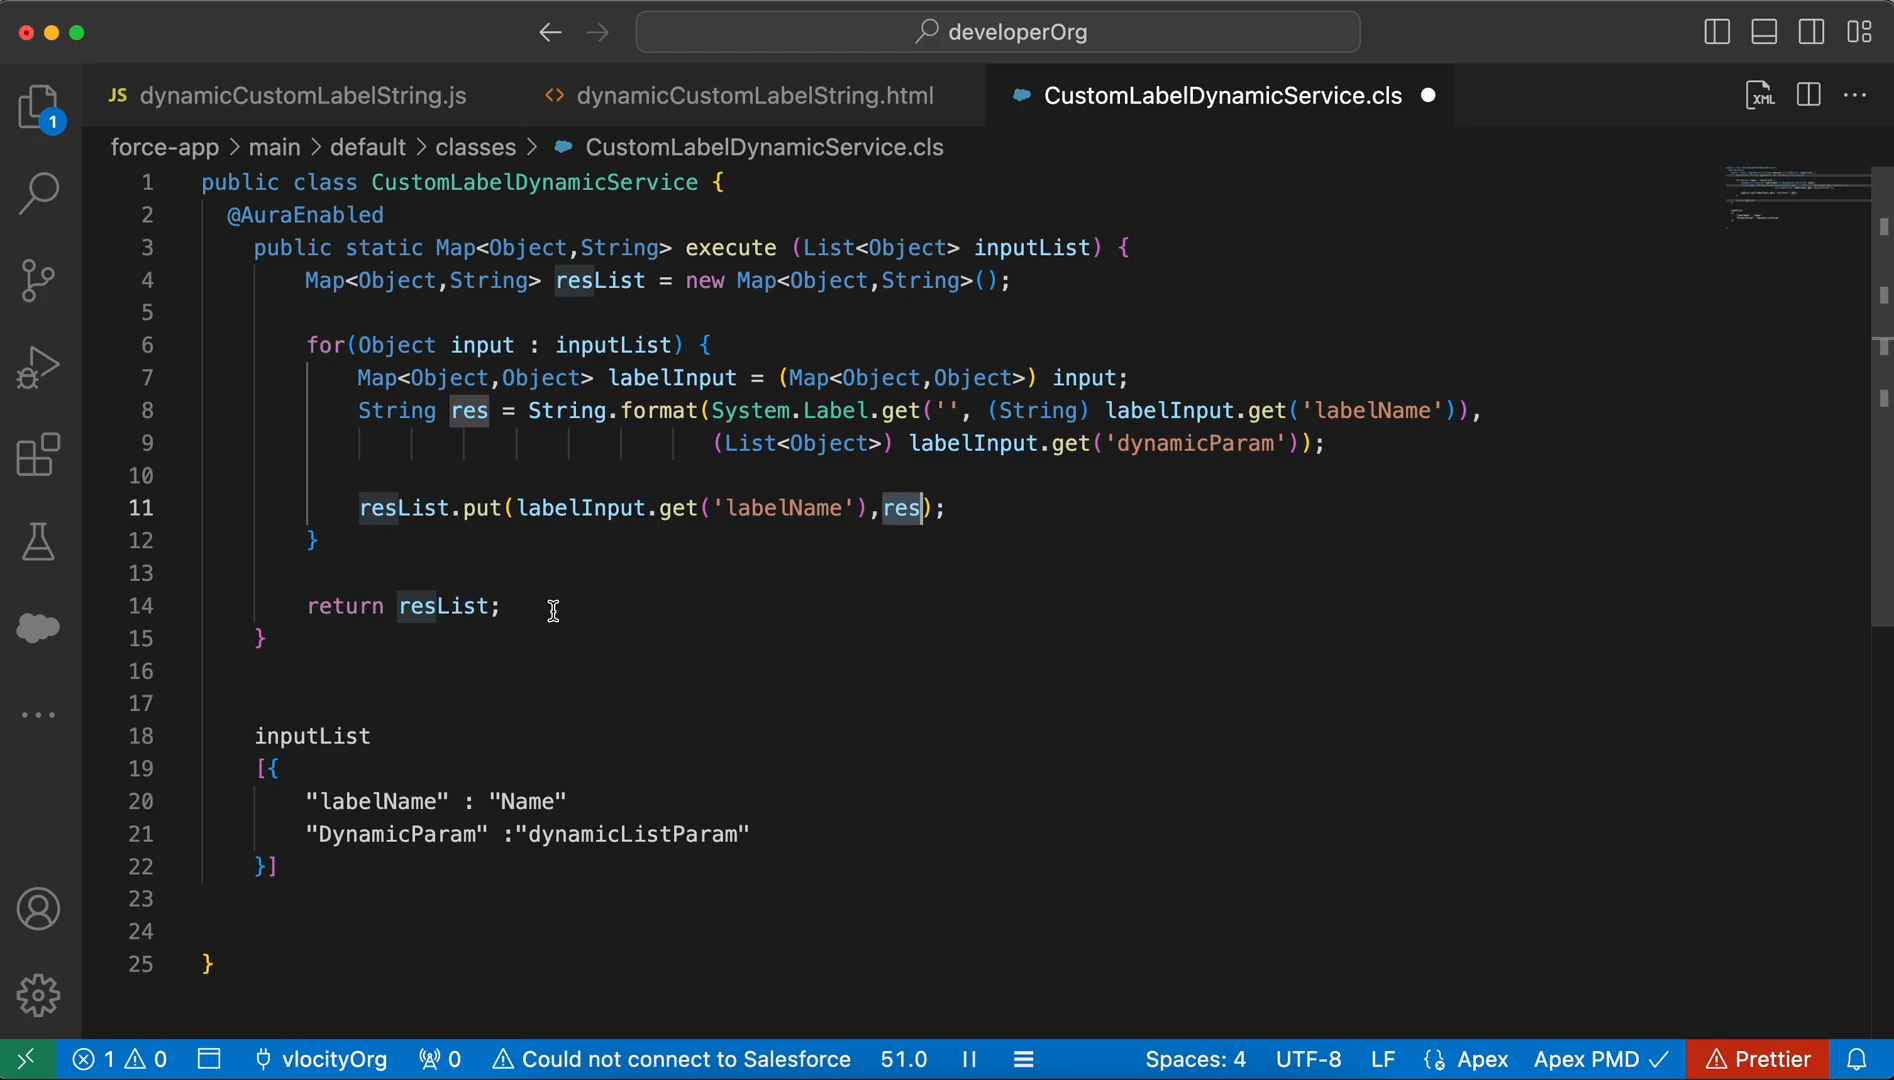 developerOrg
JS dynamicCustomLabelString.js
<> dynamicCustomLabelString.html
CustomLabelDynamicService.cls
XML
1
force-app > main > default > classes > CustomLabelDynamicService.cls
1 public class CustomLabelDynamicService {
2 @AuraEnabled
3 public static Map<Object,String> execute (List<Object> inputList) {
4 Map<Object,String> resList = new Map<Object,String>();
5
6 for(Object input : inputList) {
7 Map<Object,Object> labelInput = (Map<Object,Object>) input;
8 String res = String.format(System.Label.get('', (String) labelInput.get('labelName')),
9 (List<Object>) labelInput.get('dynamicParam'));
10
11 resList.put(labelInput.get('labelName'),res);
12 }
13
14 return resList;
15 }
16
17
18 inputList
19 [{
20 "labelName" : "Name"
21 "DynamicParam" :"dynamicListParam"
22 }]
23
24
25 }
1 0 vlocityOrg 0 Could not connect to Salesforce 51.0 Spaces: 4 UTF-8 LF Apex Apex PMD Prettier